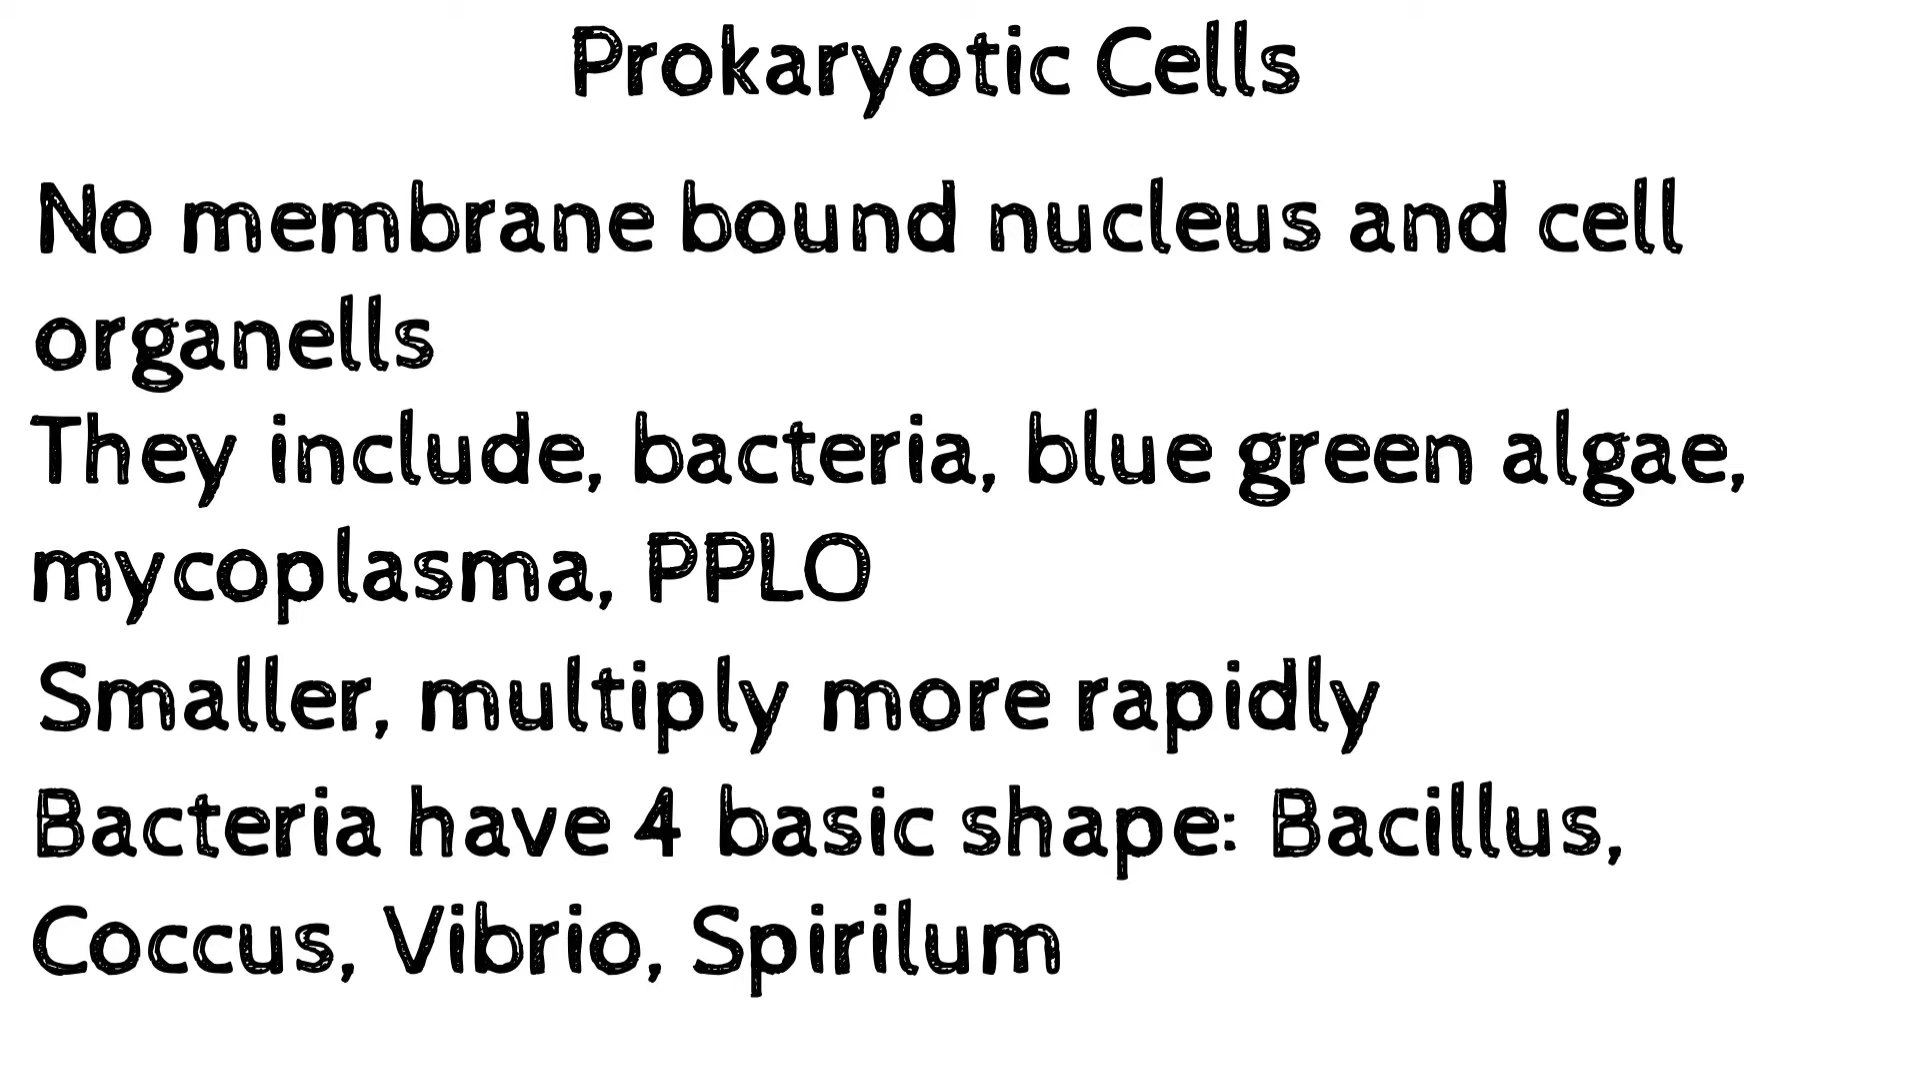 Prokaryotic Cells
No membrane bound nucleus and cell
organells
They include, bacteria, blue green algae,
mycoplasma, PPLO
Smaller, multiply more rapidly
Bacteria have 4 basic shape: Bacillus,
Coccus, Vibrio, Spirilum